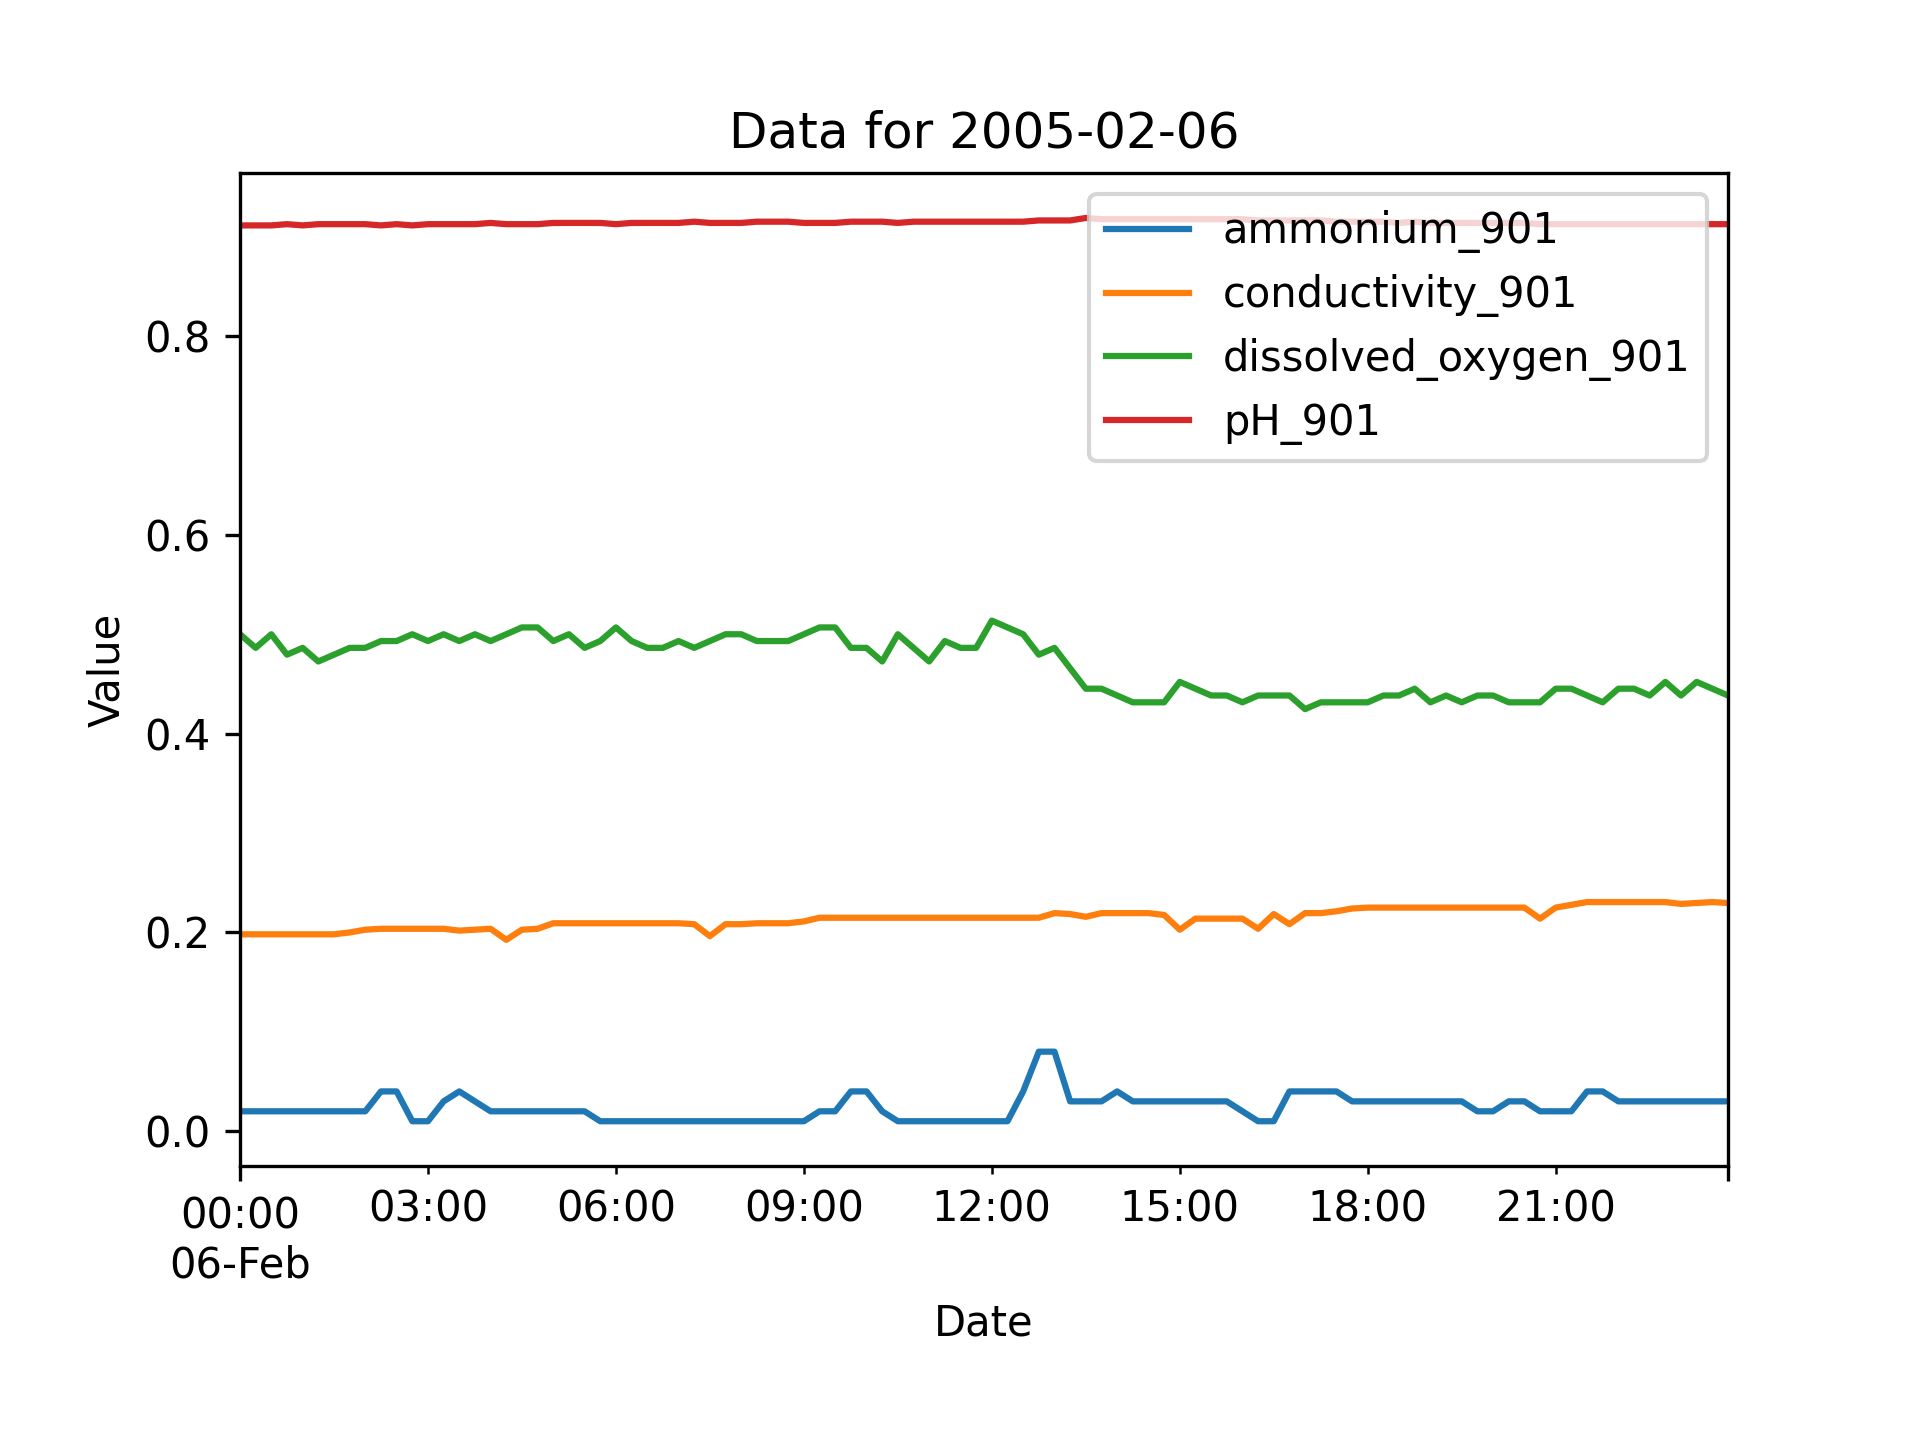 Data for 2005-02-06
ammonium_901
conductivity_901
dissolved_oxygen_901
pH_901
Value
0.8
0.6
0.4
0.2
0.0
00:00 03:00 06:00 09:00 12:00 15:00 18:00 21:00
06-Feb
Date